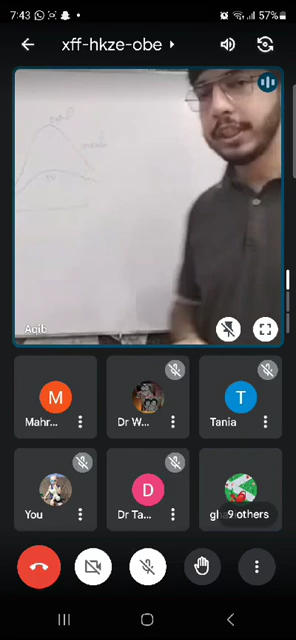 7:43 57%
xff-hkze-obe
Aqib
M
T
Mahr... Dr W... Tania
D
You Dr Ta... 9 others